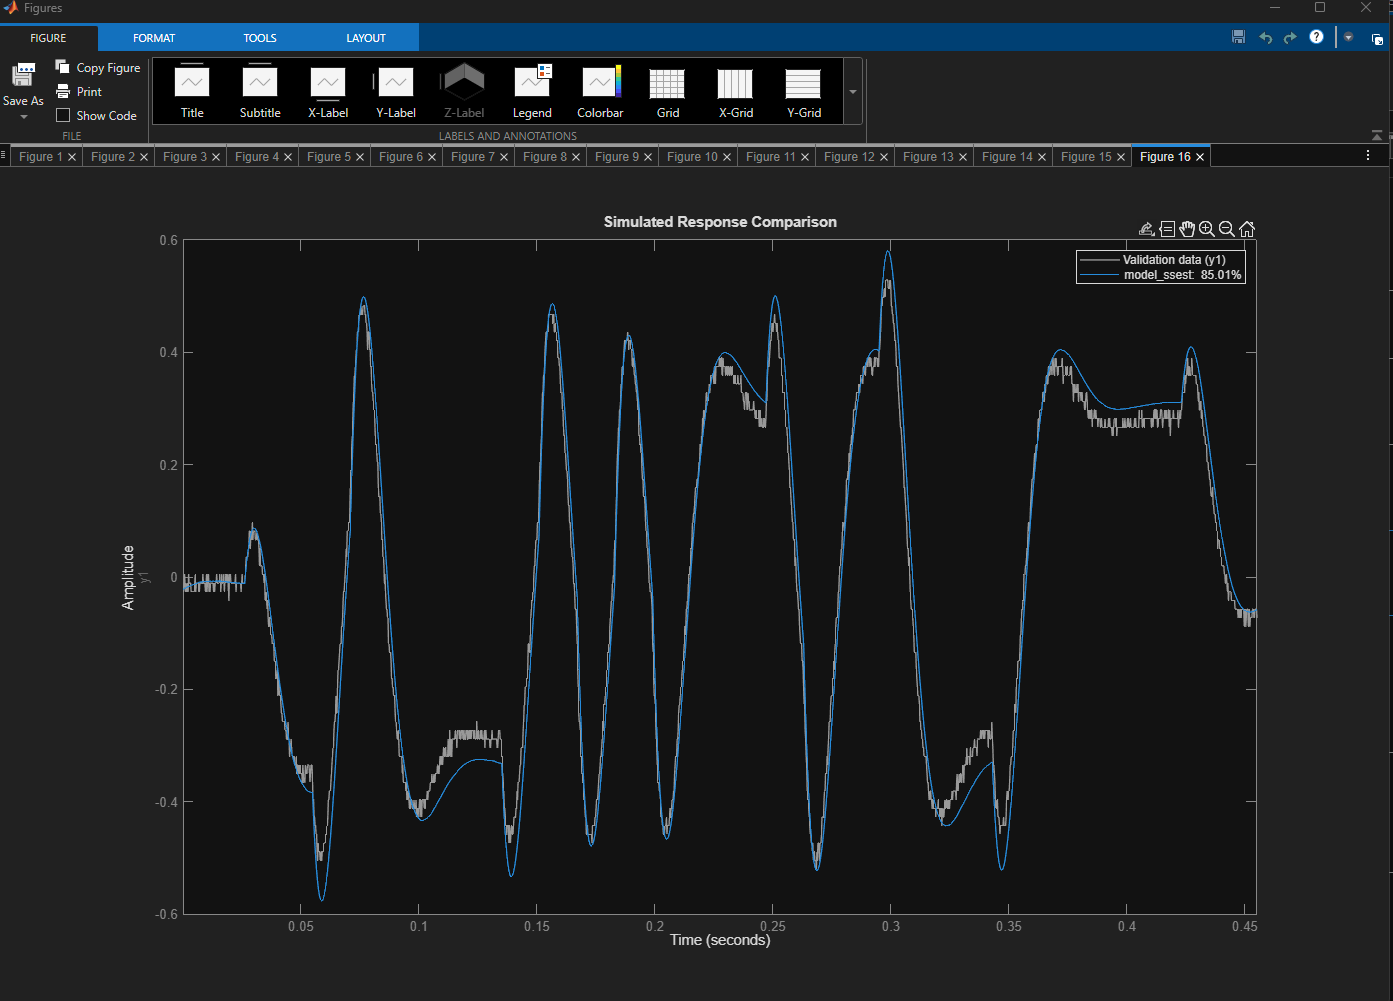 Figures
FIGURE FORMAT TOOLS LAYOUT
Save As
Copy Figure
Print
Show Code
FILE
Title Subtitle X-Label Y-Label Z-Label Legend Colorbar Grid X-Grid Y-Grid
LABELS AND ANNOTATIONS
Figure 1 Figure 2 Figure 3 Figure 4 Figure 5 Figure 6 Figure 7 Figure 8 Figure 9 Figure 10 Figure 11 Figure 12 Figure 13 Figure 14 Figure 15 Figure 16
Simulated Response Comparison
Validation data (y1)
model_ssest: 85.01%
0.6
0.4
0.2
0
-0.2
-0.4
-0.6
Amplitude
y1
0.05 0.1 0.15 0.2 0.25 0.3 0.35 0.4 0.45
Time (seconds)